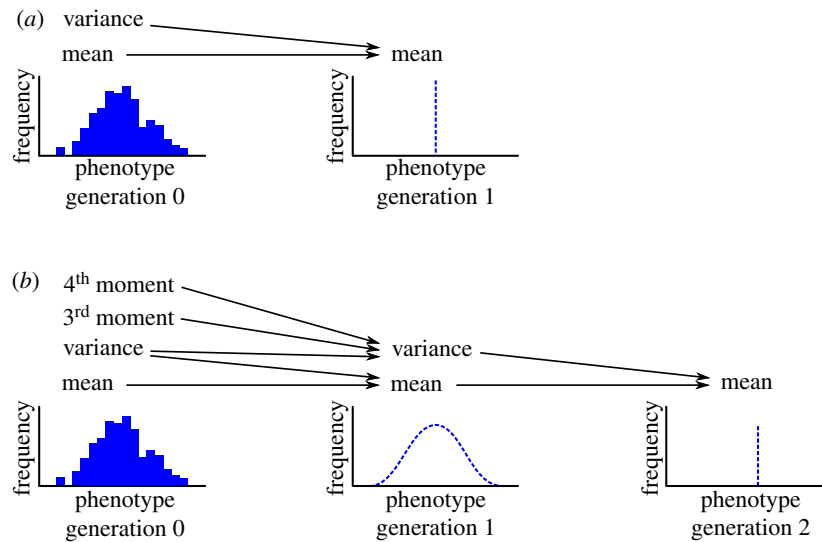 (a) variance
mean mean
frequency frequency
phenotype phenotype
generation 0 generation 1
(b) 4th moment
3rd moment
variance variance
mean mean mean
frequency frequency frequency
phenotype phenotype phenotype
generation 0 generation 1 generation 2